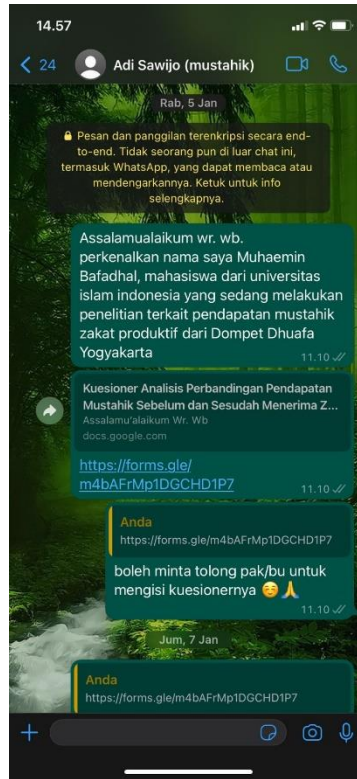 14.57
24
Adi Sawijo (mustahik)
Rab, 5 Jan
Pesan dan panggilan terenkripsi secara end-
to-end. Tidak seorang pun di luar chat ini,
termasuk WhatsApp, yang dapat membaca atau
mendengarkannya. Ketuk untuk info
selengkapnya.
Assalamualaikum wr. wb.
perkenalkan nama saya Muhaemin
Bafadhal, mahasiswa dari universitas
islam indonesia yang sedang melakukan
penelitian terkait pendapatan mustahik
zakat produktif dari Dompet Dhuafa
Yogyakarta
11.10
Kuesioner Analisis Perbandingan Pendapatan
Mustahik Sebelum dan Sesudah Menerima Z...
Assalamu'alaikum Wr. Wb
docs.google.com
https://forms.gle/
m4bAFrMp1DGCHD1P7
11.10
Anda
https://forms.gle/m4bAFrMp1DGCHD1P7
boleh minta tolong pak/bu untuk
mengisi kuesionernya ☺️🙏
11.10
Jum, 7 Jan
Anda
https://forms.gle/m4bAFrMp1DGCHD1P7